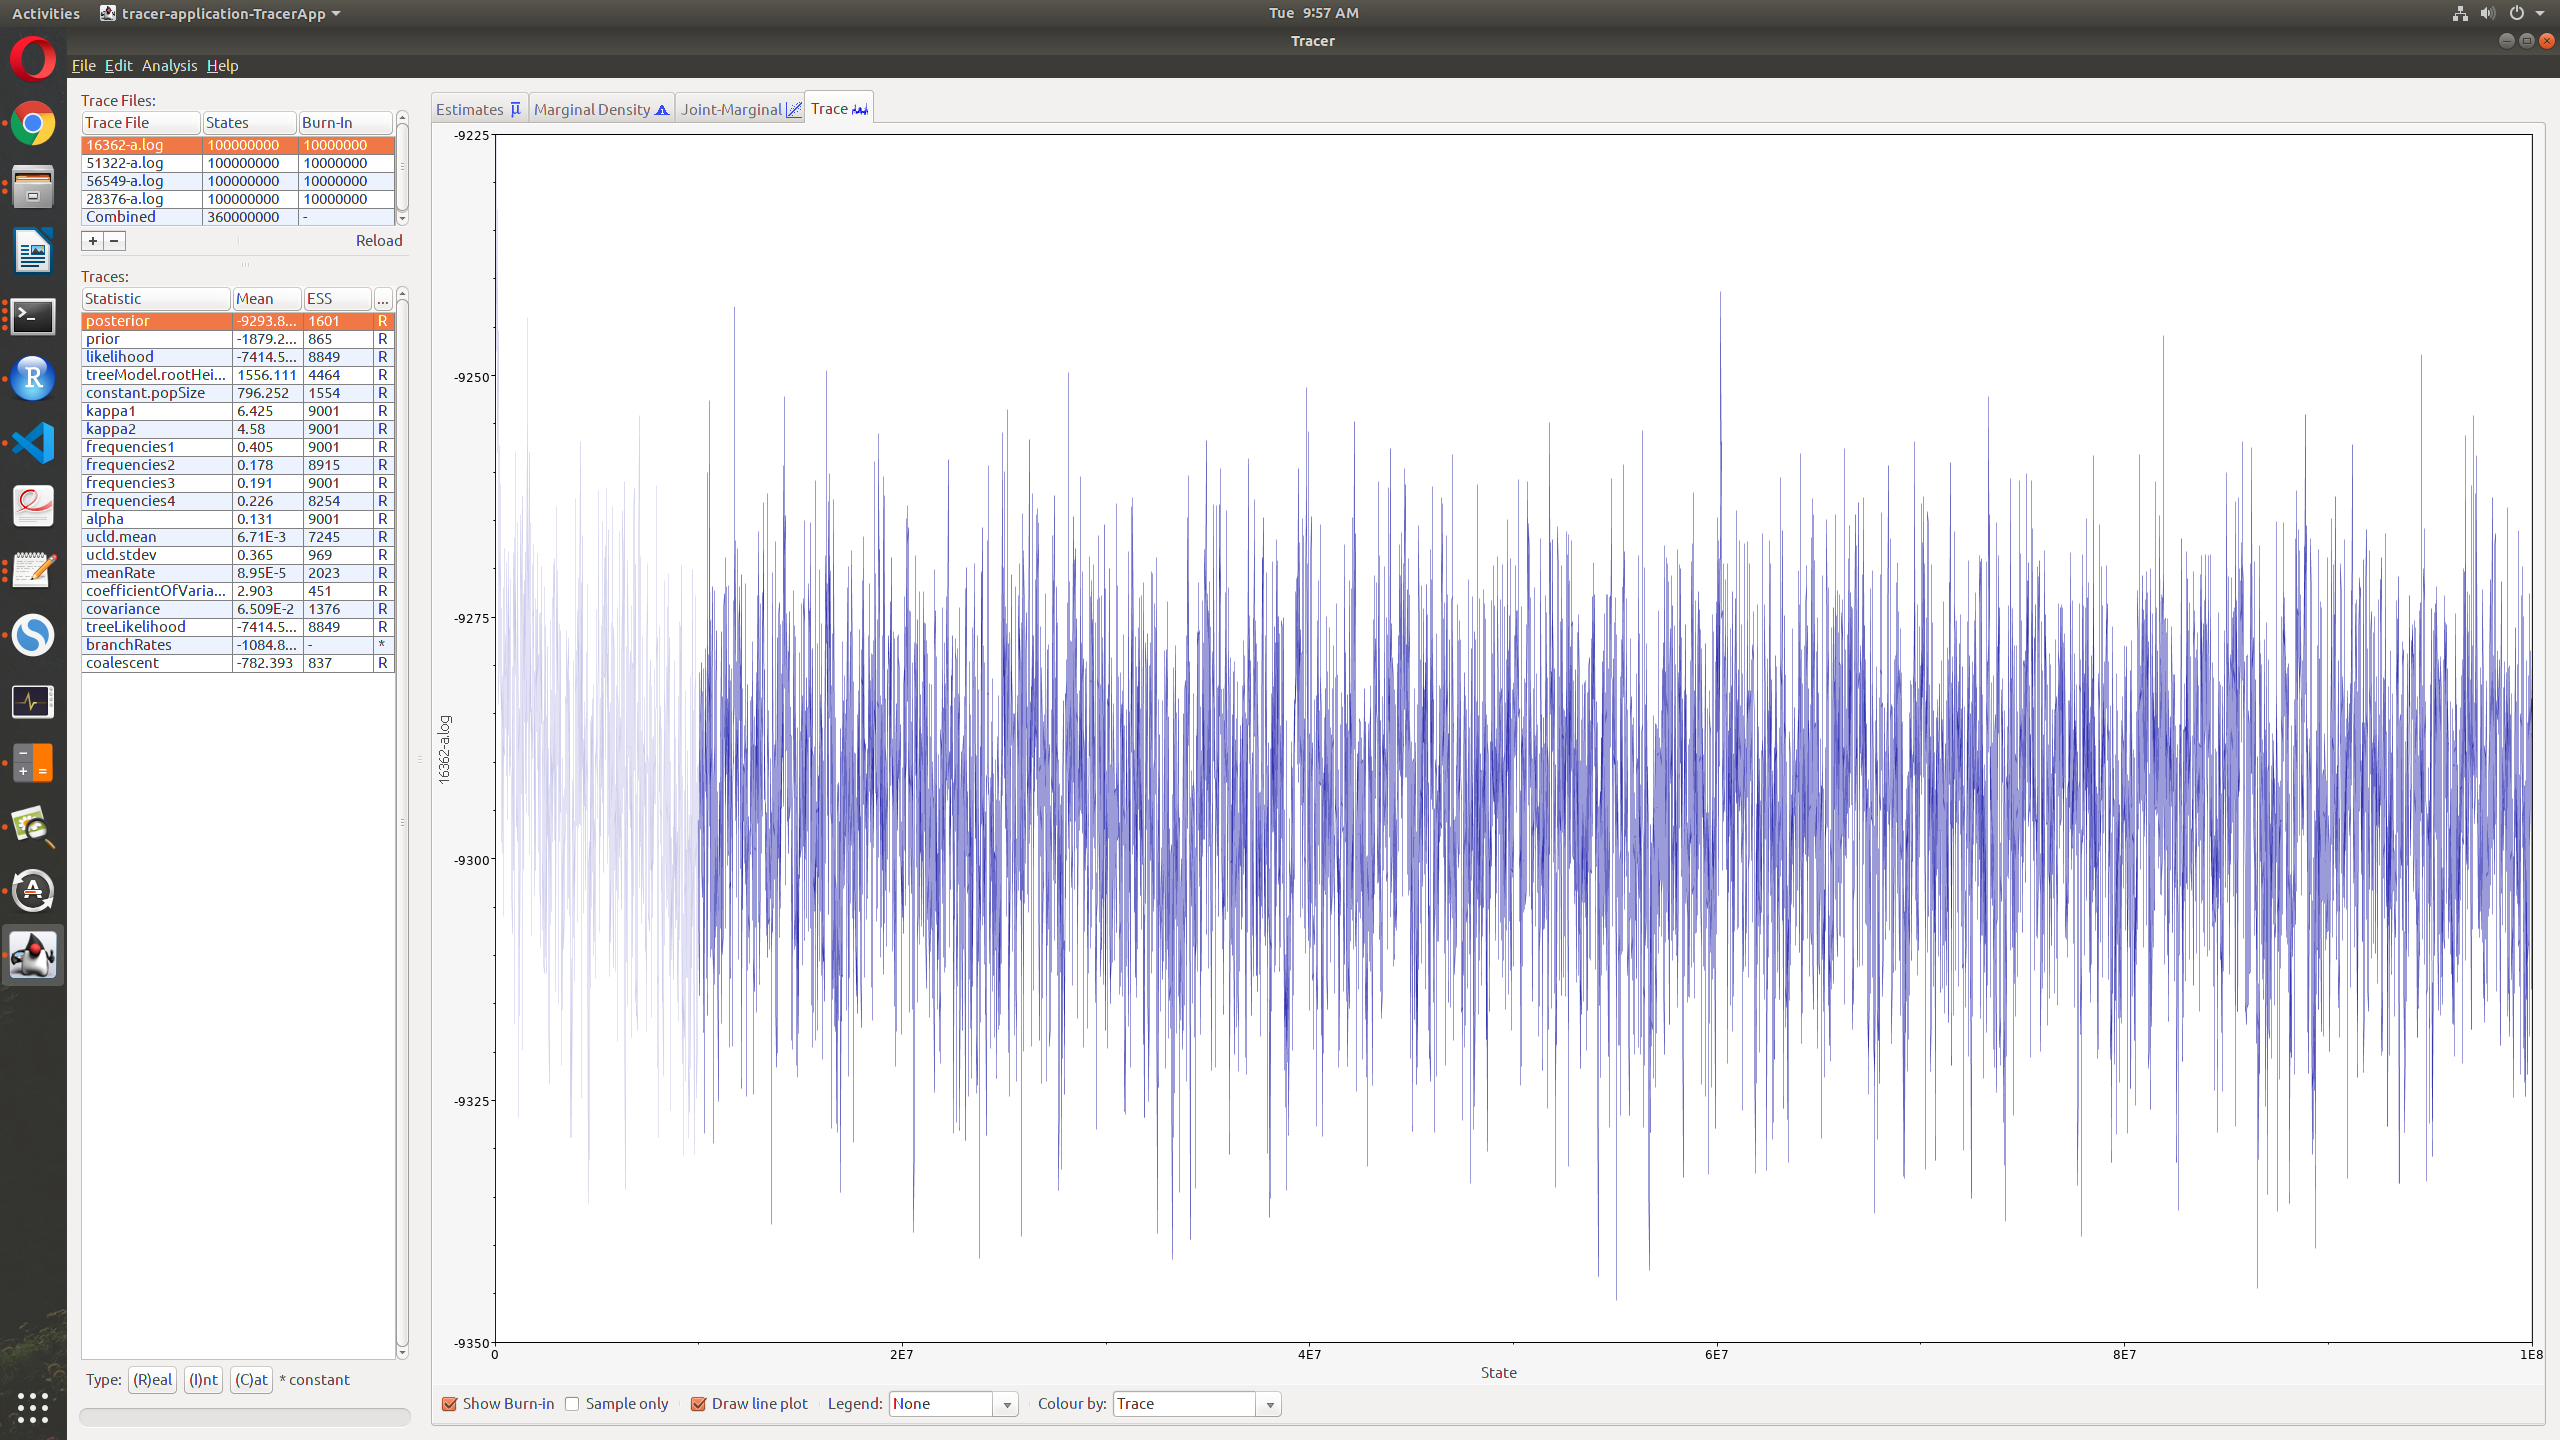 Activities tracer-application-TracerApp Tue 9:57 AM
Tracer
File Edit Analysis Help
Trace Files:
Trace File States Burn-In
16362-a.log 100000000 10000000
51322-a.log 100000000 10000000
56549-a.log 100000000 10000000
28376-a.log 100000000 10000000
Combined 360000000 -
+ - Reload
Traces:
Statistic Mean ESS ...
posterior -9293.8... 1601 R
prior -1879.2... 865 R
likelihood -7414.5... 8849 R
treeModel.rootHei... 1556.111 4464 R
constant.popSize 796.252 1554 R
kappa1 6.425 9001 R
kappa2 4.58 9001 R
frequencies1 0.405 9001 R
frequencies2 0.178 8915 R
frequencies3 0.191 9001 R
frequencies4 0.226 8254 R
alpha 0.131 9001 R
ucld.mean 6.71E-3 7245 R
ucld.stdev 0.365 969 R
meanRate 8.95E-5 2023 R
coefficientOfVaria... 2.903 451 R
covariance 6.509E-2 1376 R
treeLikelihood -7414.5... 8849 R
branchRates -1084.8... - *
coalescent -782.393 837 R
Type: (R)eal (I)nt (C)at * constant
Estimates μ Marginal Density Joint-Marginal Trace
-9225
-9250
-9275
-9300
-9325
-9350
16362-a.log
0 2E7 4E7 6E7 8E7 1E8
State
Show Burn-in Sample only Draw line plot Legend: None Colour by: Trace